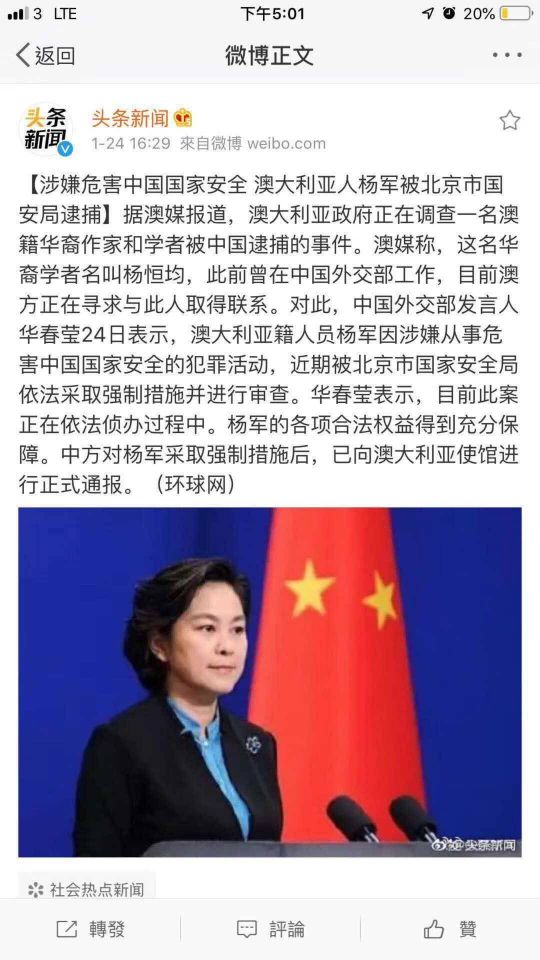 3 LTE 下午5:01 20%
返回 微博正文
头条新闻
头条新闻
1-24 16:29 來自微博 weibo.com
【涉嫌危害中国国家安全 澳大利亚人杨军被北京市国
安局逮捕】据澳媒报道，澳大利亚政府正在调查一名澳
籍华裔作家和学者被中国逮捕的事件。澳媒称，这名华
裔学者名叫杨恒均，此前曾在中国外交部工作，目前澳
方正在寻求与此人取得联系。对此，中国外交部发言人
华春莹24日表示，澳大利亚籍人员杨军因涉嫌从事危
害中国国家安全的犯罪活动，近期被北京市国家安全局
依法采取强制措施并进行审查。华春莹表示，目前此案
正在依法侦办过程中。杨军的各项合法权益得到充分保
障。中方对杨军采取强制措施后，已向澳大利亚使馆进
行正式通报。（环球网）
@头条新闻
社会热点新闻
轉發 評論 贊